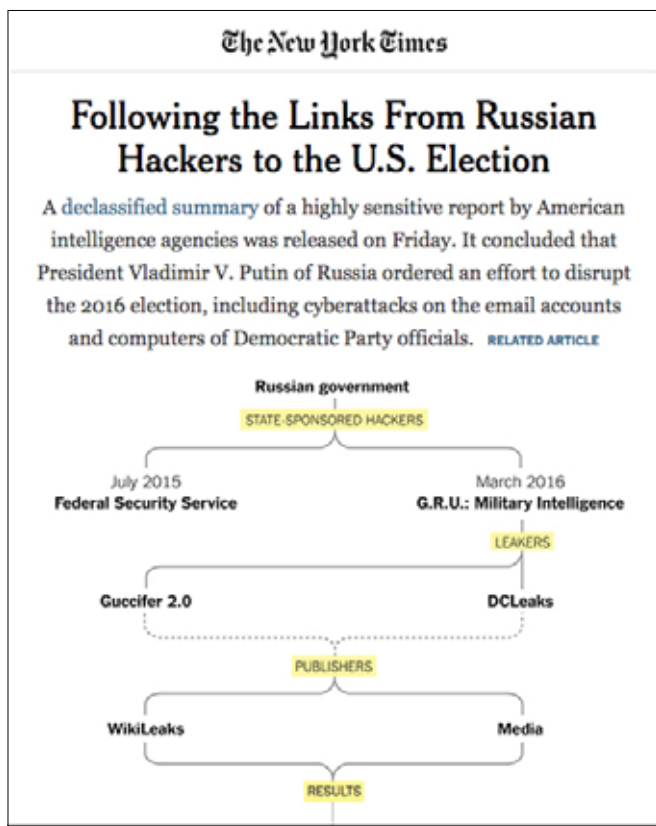 The New York Times
Following the Links From Russian
Hackers to the U.S. Election
A declassified summary of a highly sensitive report by American
intelligence agencies was released on Friday. It concluded that
President Vladimir V. Putin of Russia ordered an effort to disrupt
the 2016 election, including cyberattacks on the email accounts
and computers of Democratic Party officials. RELATED ARTICLE
Russian government
STATE-SPONSORED HACKERS
July 2015
Federal Security Service
March 2016
G.R.U.: Military Intelligence
LEAKERS
Guccifer 2.0
DCLeaks
PUBLISHERS
WikiLeaks
Media
RESULTS